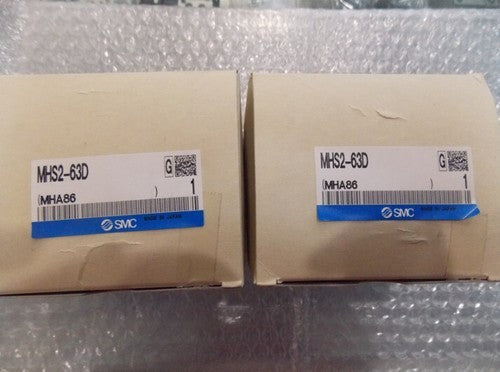 MHS2-63D G
(MHA86 ) 1
SMC MADE IN JAPAN
MHS2-63D G
(MHA86 ) 1
SMC MADE IN JAPAN